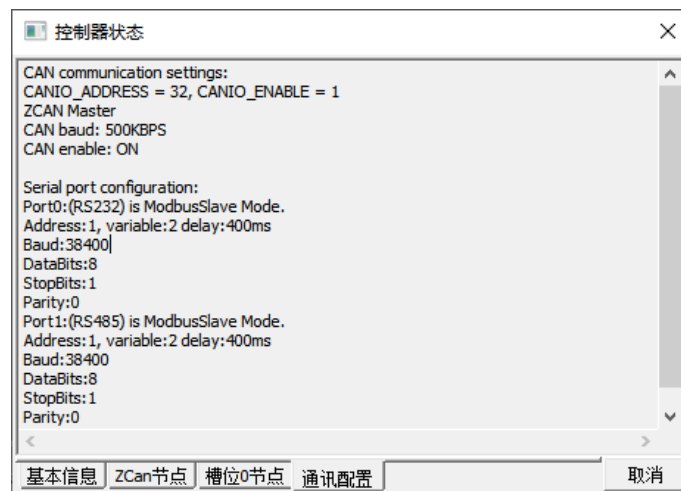 控制器状态
CAN communication settings:
CANIO_ADDRESS = 32, CANIO_ENABLE = 1
ZCAN Master
CAN baud: 500KBPS
CAN enable: ON
Serial port configuration:
Port0:(RS232) is ModbusSlave Mode.
Address:1, variable:2 delay:400ms
Baud:38400
DataBits:8
StopBits:1
Parity:0
Port1:(RS485) is ModbusSlave Mode.
Address:1, variable:2 delay:400ms
Baud:38400
DataBits:8
StopBits:1
Parity:0
基本信息 ZCan节点 槽位0节点 通讯配置 取消